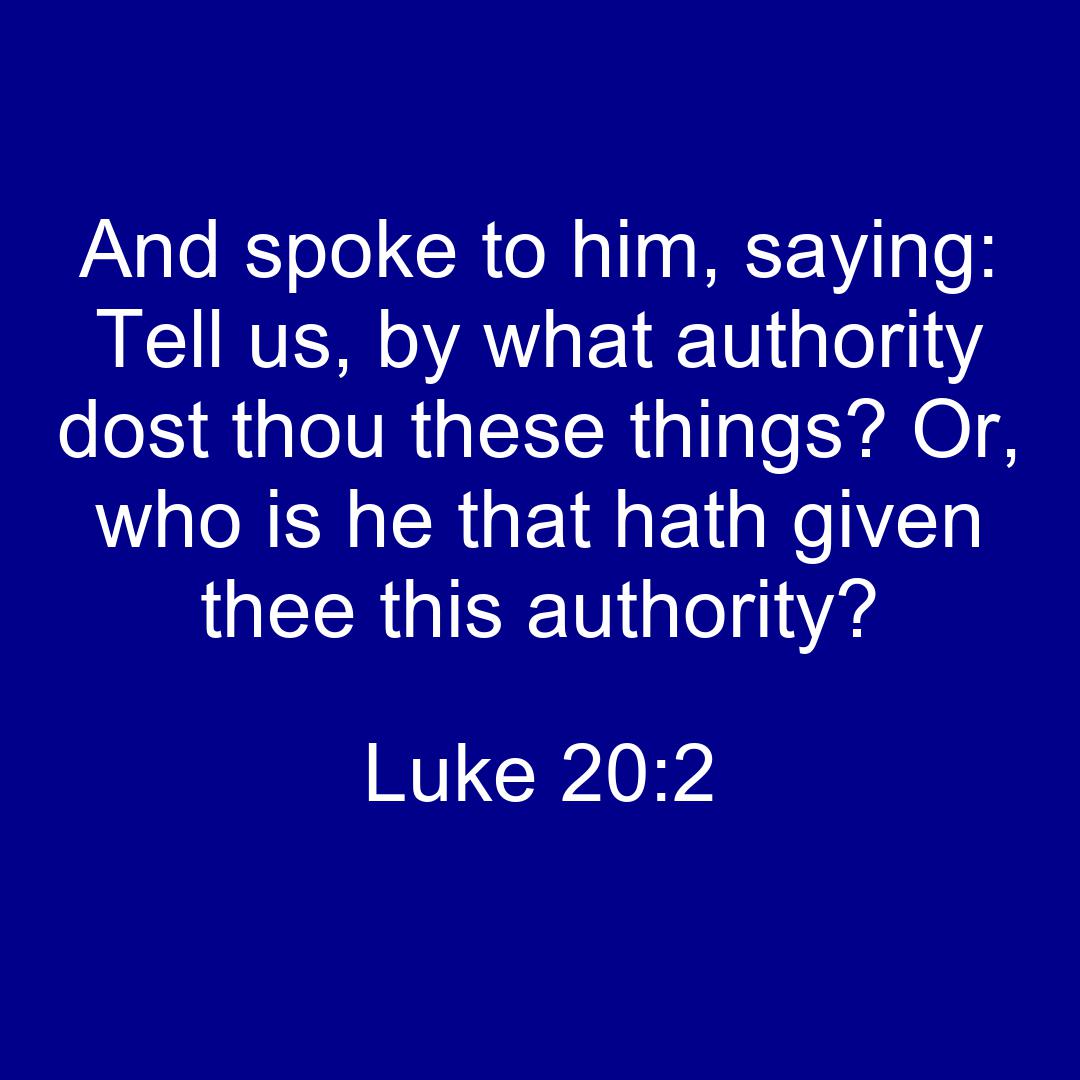 And spoke to him, saying:
Tell us, by what authority
dost thou these things? Or,
who is he that hath given
thee this authority?
Luke 20:2